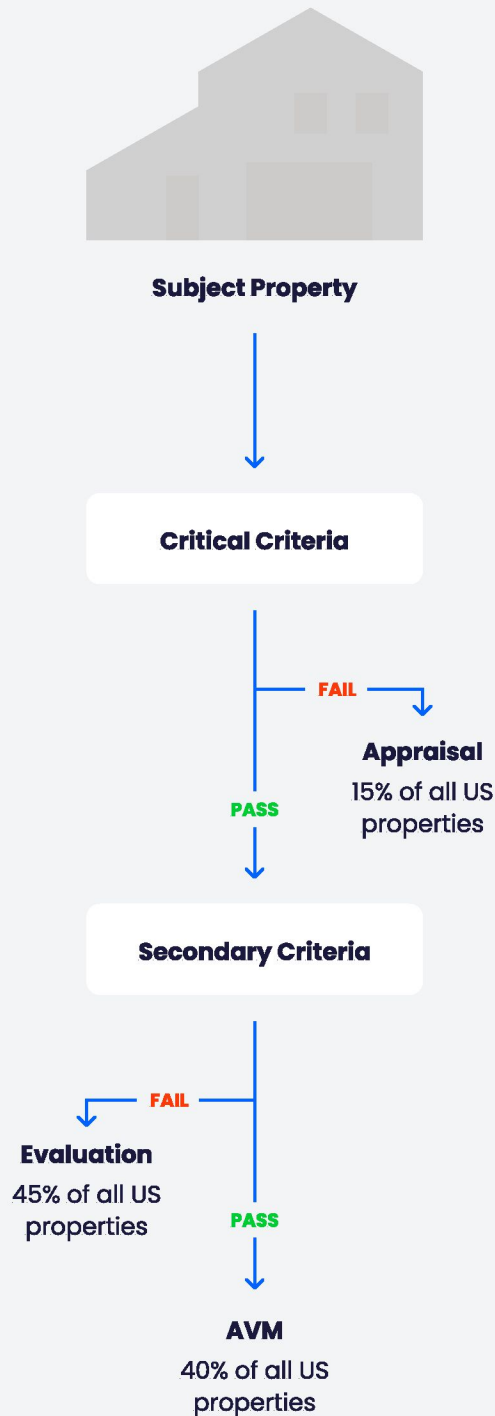 Subject Property
Critical Criteria
FAIL
Appraisal
15% of all US
properties
PASS
Secondary Criteria
FAIL
Evaluation
45% of all US
properties
PASS
AVM
40% of all US
properties